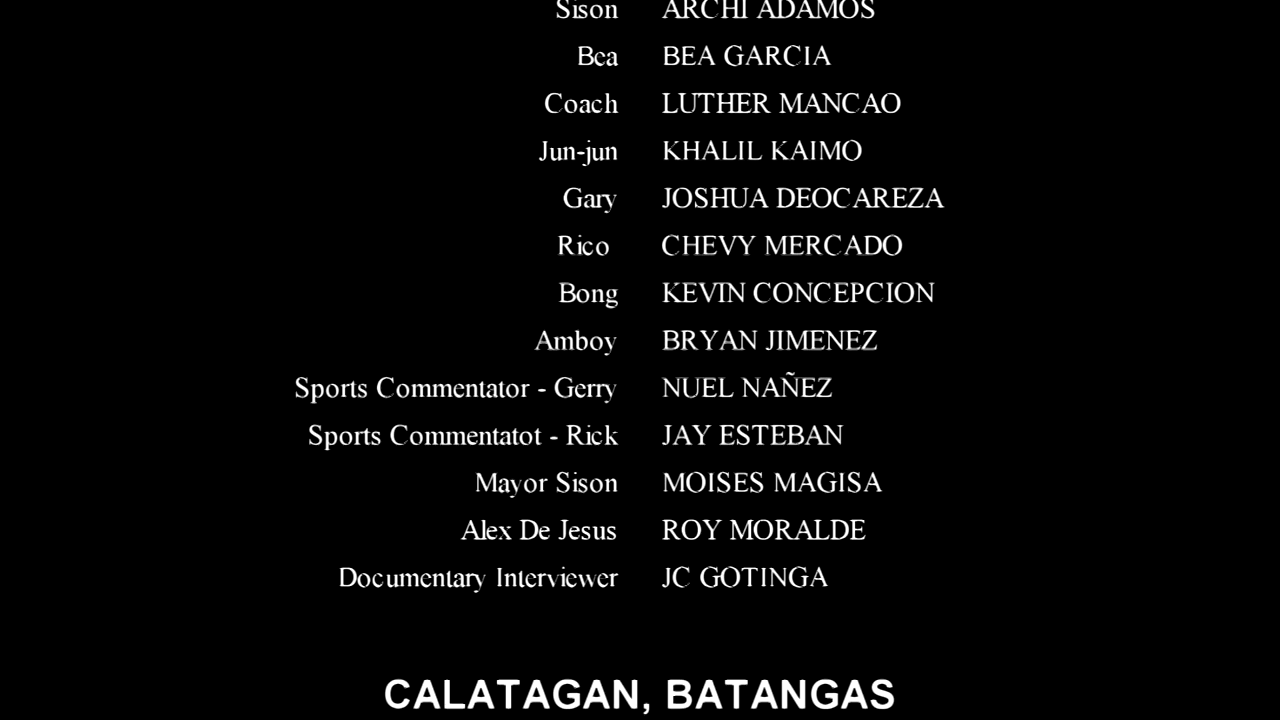 Sison ARCHI ADAMOS
Bea BEA GARCIA
Coach LUTHER MANCAO
Jun-jun KHALIL KAIMO
Gary JOSHUA DEOCAREZA
Rico CHEVY MERCADO
Bong KEVIN CONCEPCION
Amboy BRYAN JIMENEZ
Sports Commentator - Gerry NUEL NAÑEZ
Sports Commentatot - Rick JAY ESTEBAN
Mayor Sison MOISES MAGISA
Alex De Jesus ROY MORALDE
Documentary Interviewer JC GOTINGA
CALATAGAN, BATANGAS